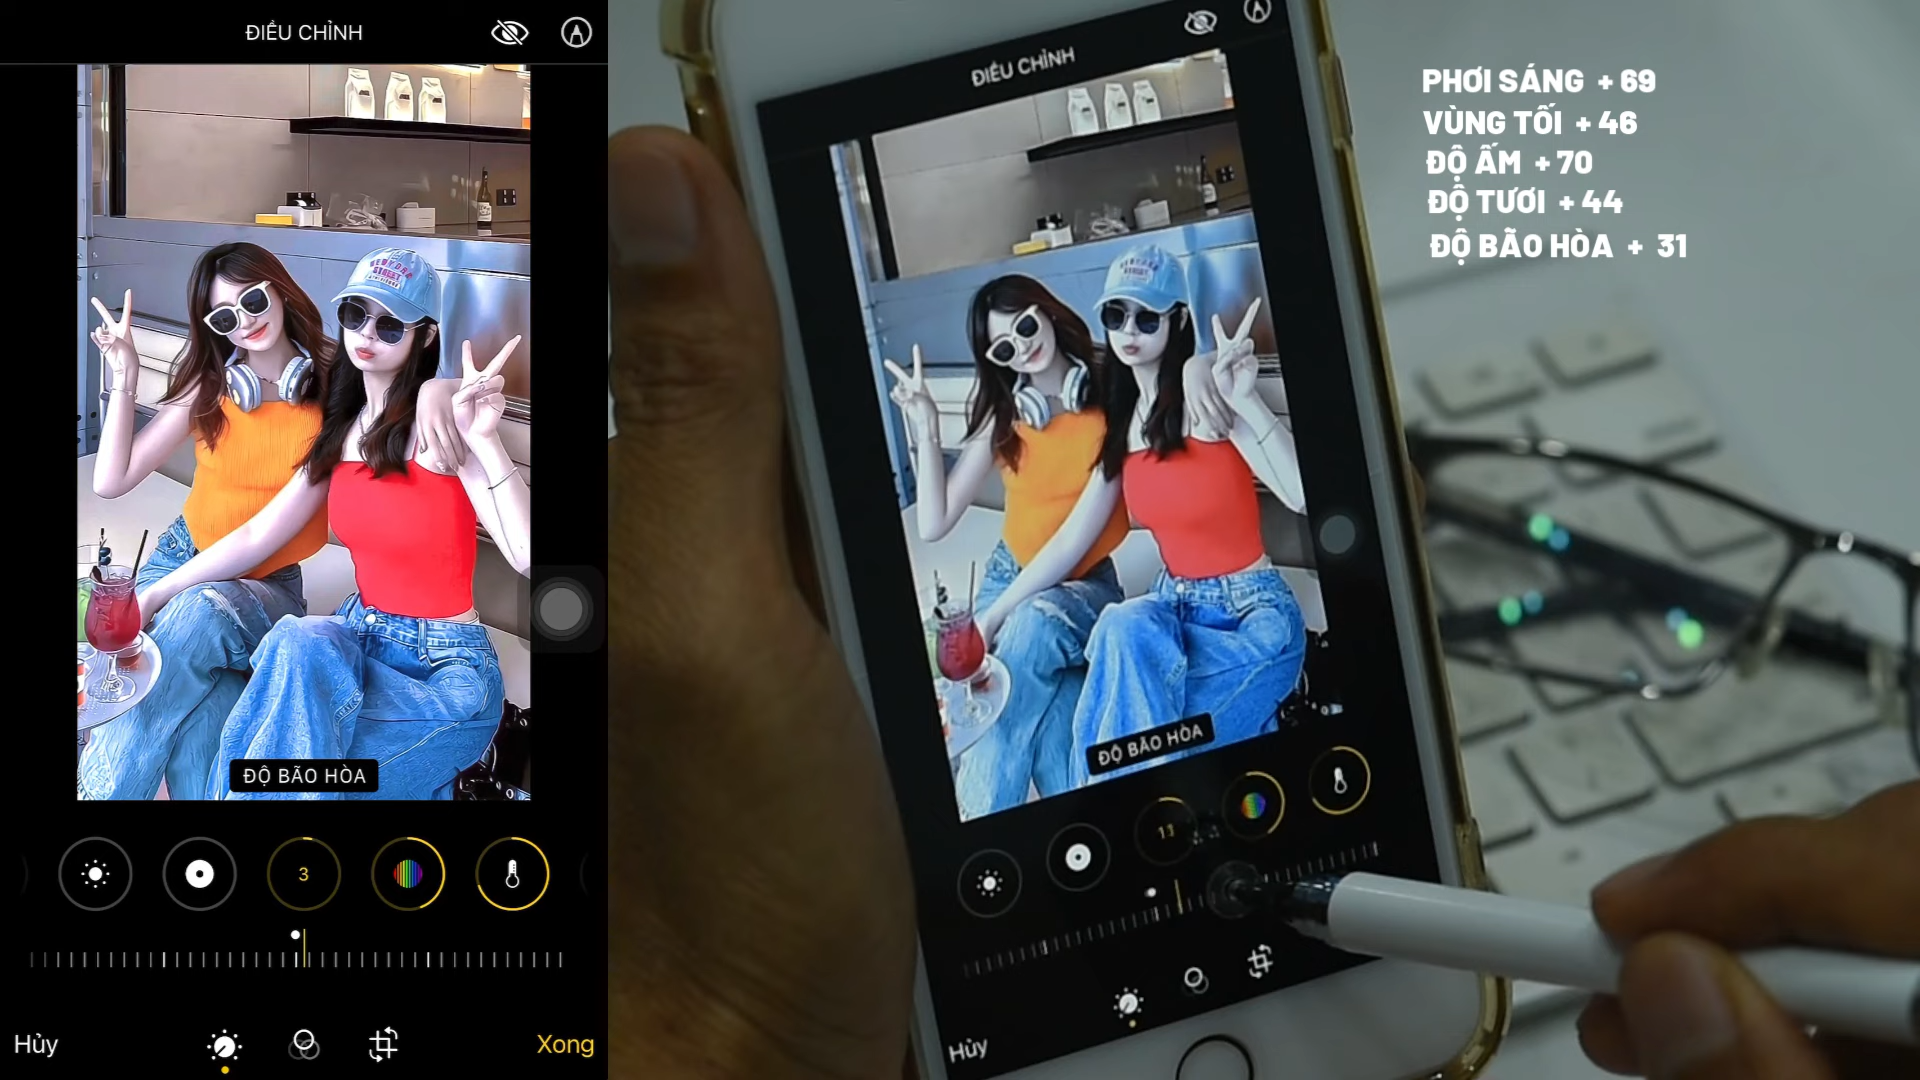 ĐIỀU CHỈNH
STREET
ĐỘ BÃO HÒA
3
Hủy
Xong
ĐIỀU CHỈNH
ĐỘ BÃO HÒA
Hủy
PHƠI SÁNG + 69
VÙNG TỐI + 46
ĐỘ ẤM + 70
ĐỘ TƯƠI + 44
ĐỘ BÃO HÒA + 31